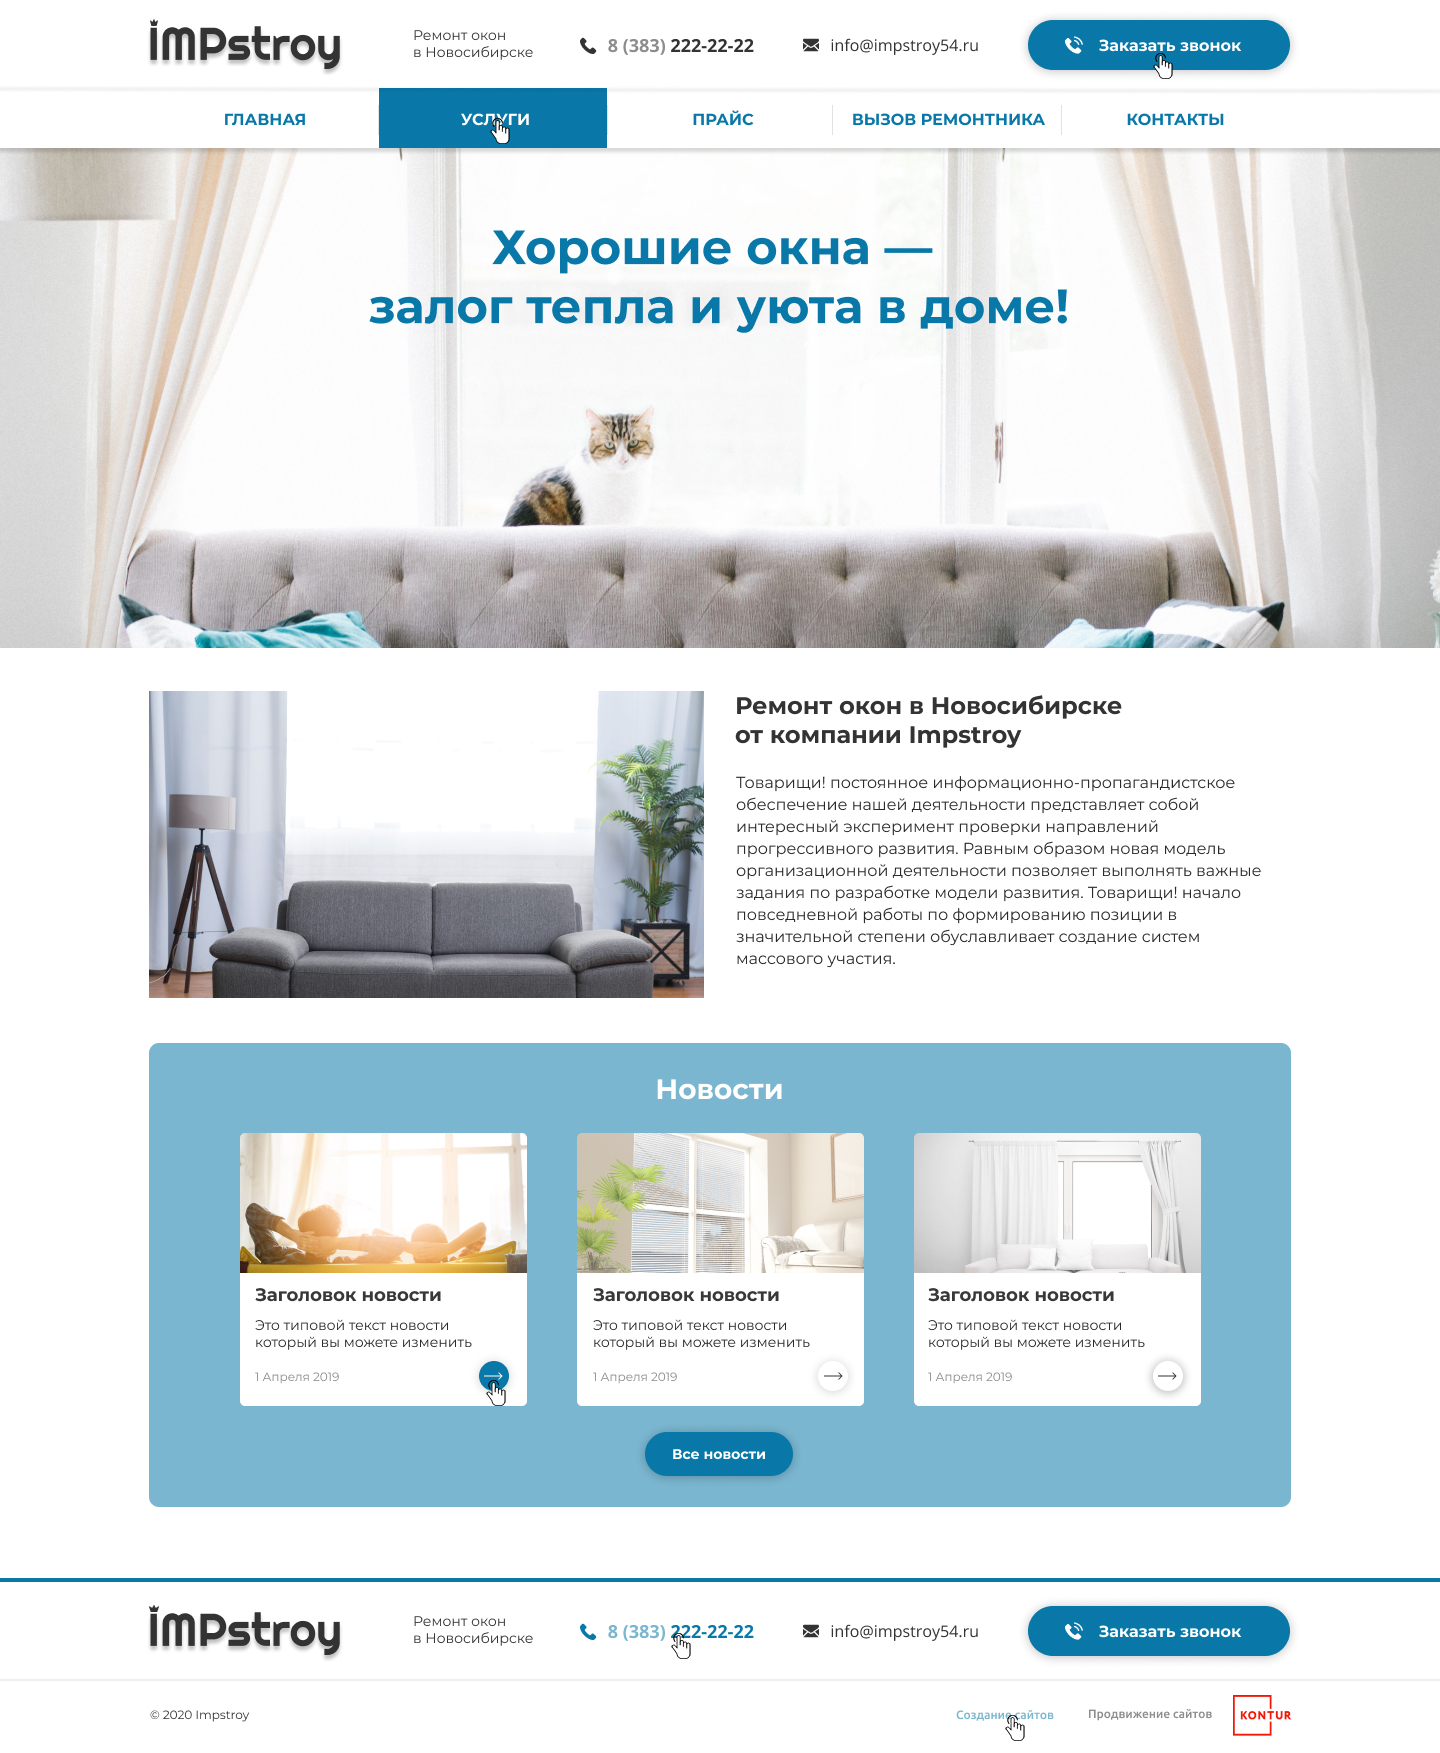 IMPstroy
Ремонт окон
в Новосибирске
8 (383) 222-22-22
info@impstroy54.ru
Заказать звонок
ГЛАВНАЯ
УСЛУГИ
ПРАЙС
ВЫЗОВ РЕМОНТНИКА
КОНТАКТЫ
Хорошие окна —
залог тепла и уюта в доме!
Ремонт окон в Новосибирске
от компании Impstroy
Товарищи! постоянное информационно-пропагандистское
обеспечение нашей деятельности представляет собой
интересный эксперимент проверки направлений
прогрессивного развития. Равным образом новая модель
организационной деятельности позволяет выполнять важные
задания по разработке модели развития. Товарищи! начало
повседневной работы по формированию позиции в
значительной степени обуславливает создание систем
массового участия.
Новости
Заголовок новости
Это типовой текст новости
который вы можете изменить
1 Апреля 2019
Заголовок новости
Это типовой текст новости
который вы можете изменить
1 Апреля 2019
Заголовок новости
Это типовой текст новости
который вы можете изменить
1 Апреля 2019
Все новости
IMPstroy
Ремонт окон
в Новосибирске
8 (383) 222-22-22
info@impstroy54.ru
Заказать звонок
© 2020 Impstroy
Создание сайтов
Продвижение сайтов
KONTUR